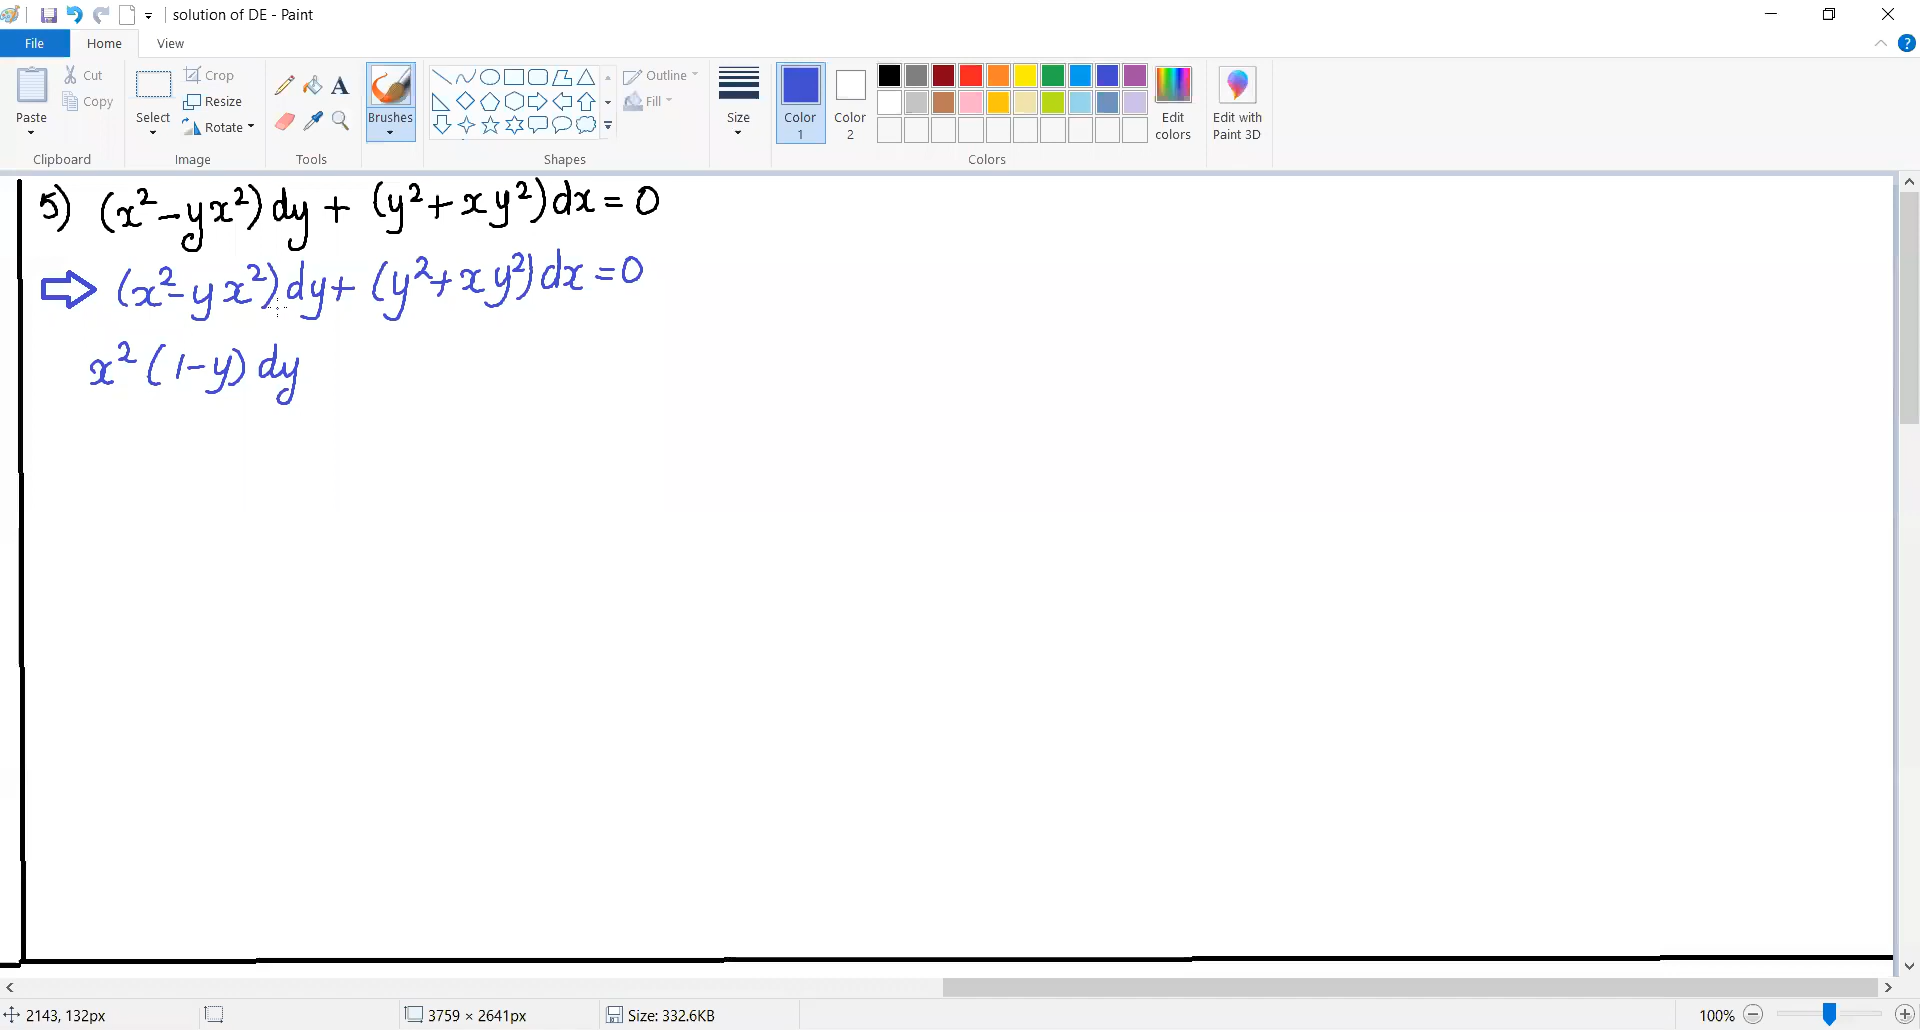 solution of DE - Paint
File Home View
Paste Cut Copy Clipboard
Select Crop Resize Rotate Image
Tools
Brushes
Outline Fill Shapes
Size
Color 1 Color 2 Edit colors Colors
Edit with Paint 3D
5) (x² - yx²) dy + (y² + xy²) dx = 0
⇒ (x² - yx²) dy + (y² + xy²) dx = 0
x² (1 - y) dy
2143, 132px 3759 × 2641px Size: 332.6KB 100%